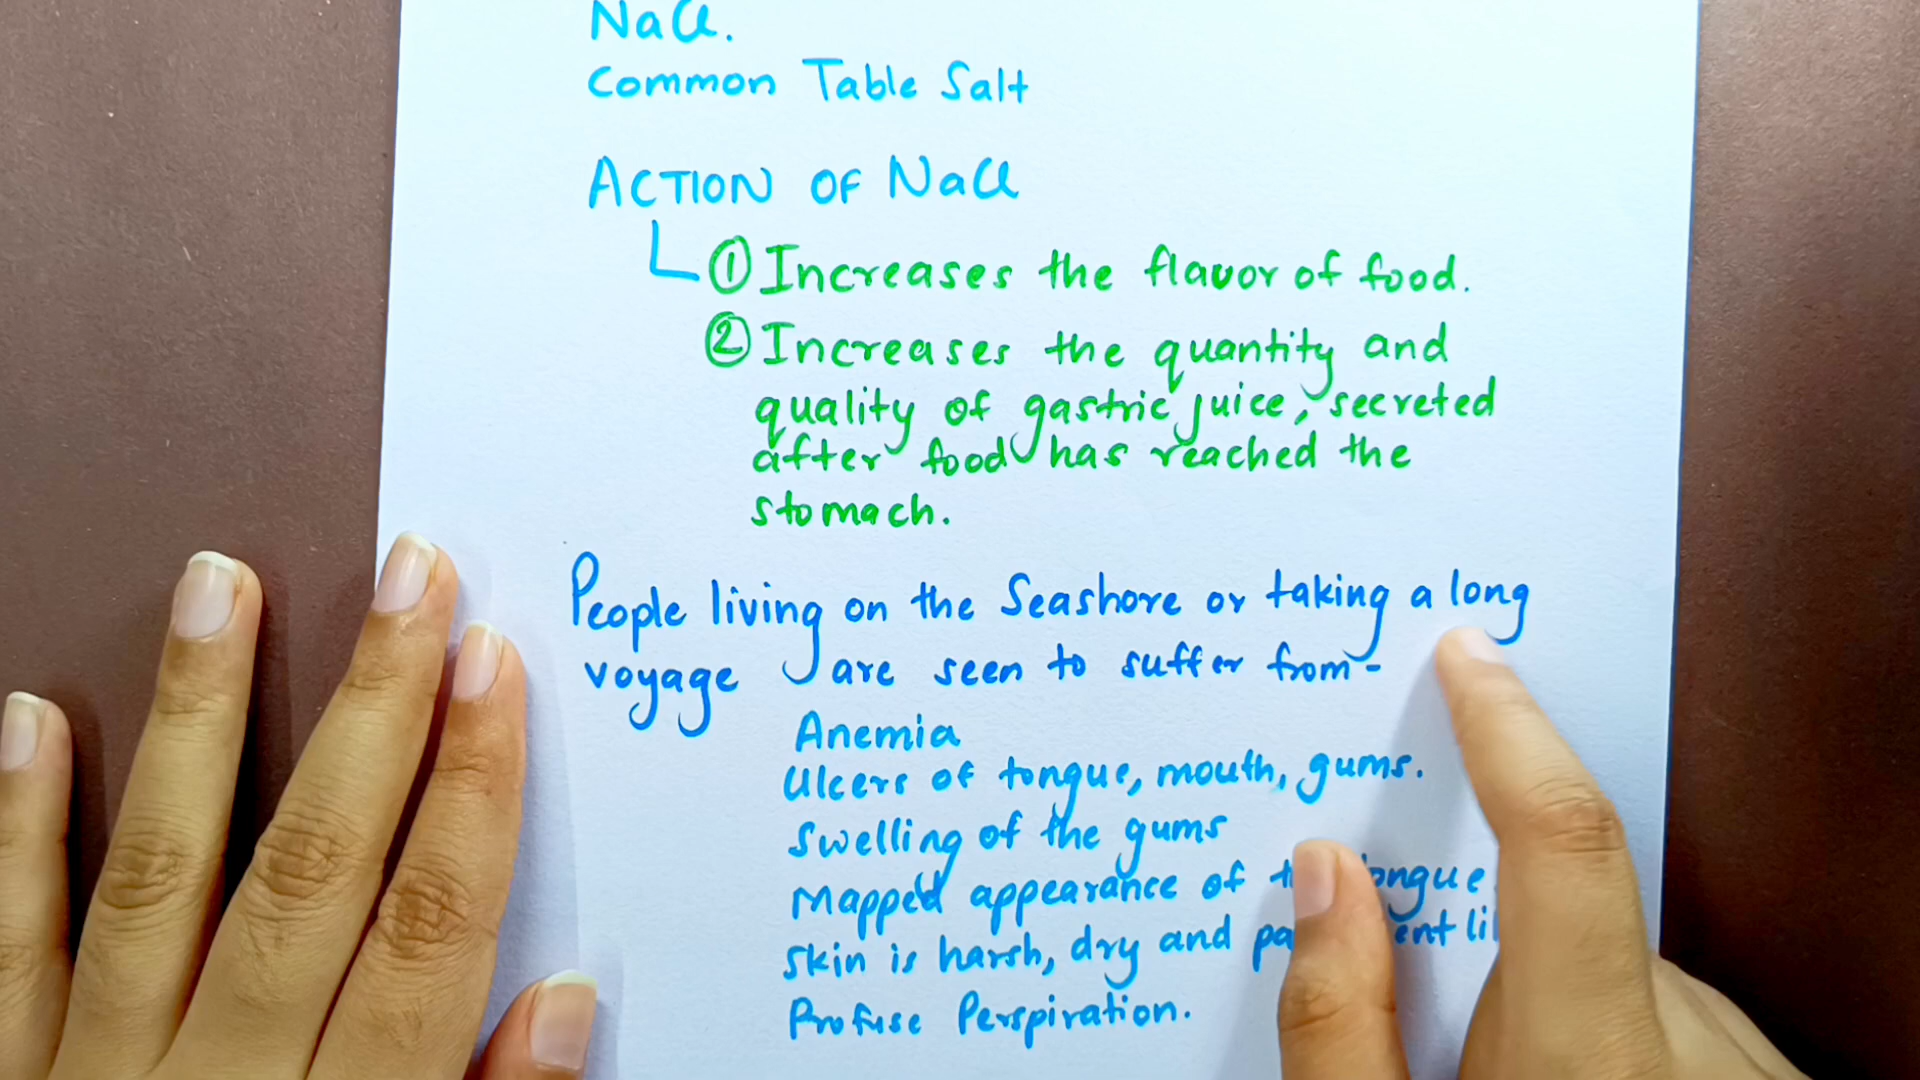 NaCl.
Common Table Salt
ACTION OF NaCl
① Increases the flavor of food.
② Increases the quantity and
quality of gastric juice, secreted
after food has reached the
stomach.
People living on the Seashore or taking a long
voyage are seen to suffer from-
Anemia
Ulcers of tongue, mouth, gums.
Swelling of the gums
Mapped appearance of tongue
Skin is harsh, dry and
Profuse Perspiration.